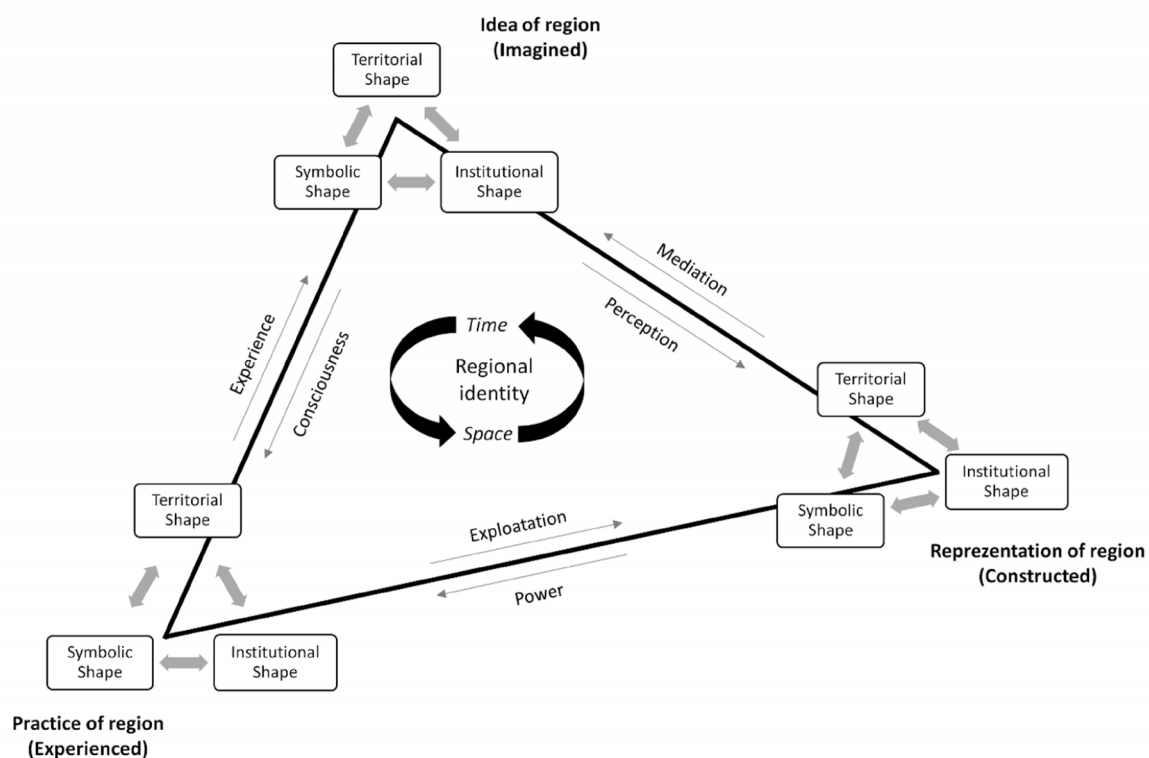 Idea of region
(Imagined)
Territorial
Shape
Symbolic
Shape
Institutional
Shape
Mediation
Perception
Experience
Consciousness
Time
Regional
identity
Space
Territorial
Shape
Institutional
Shape
Symbolic
Shape
Reprezentation of region
(Constructed)
Territorial
Shape
Exploatation
Power
Symbolic
Shape
Institutional
Shape
Practice of region
(Experienced)